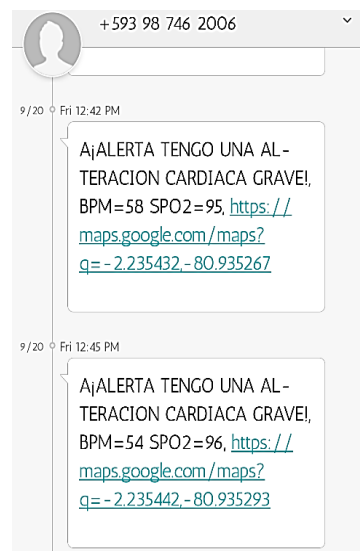 +593 98 746 2006
9/20 Fri 12:42 PM
A¡ALERTA TENGO UNA AL-
TERACION CARDIACA GRAVE!,
BPM=58 SPO2=95, https://
maps.google.com/maps?
q=-2.235432,-80.935267
9/20 Fri 12:45 PM
A¡ALERTA TENGO UNA AL-
TERACION CARDIACA GRAVE!,
BPM=54 SPO2=96, https://
maps.google.com/maps?
q=-2.235442,-80.935293